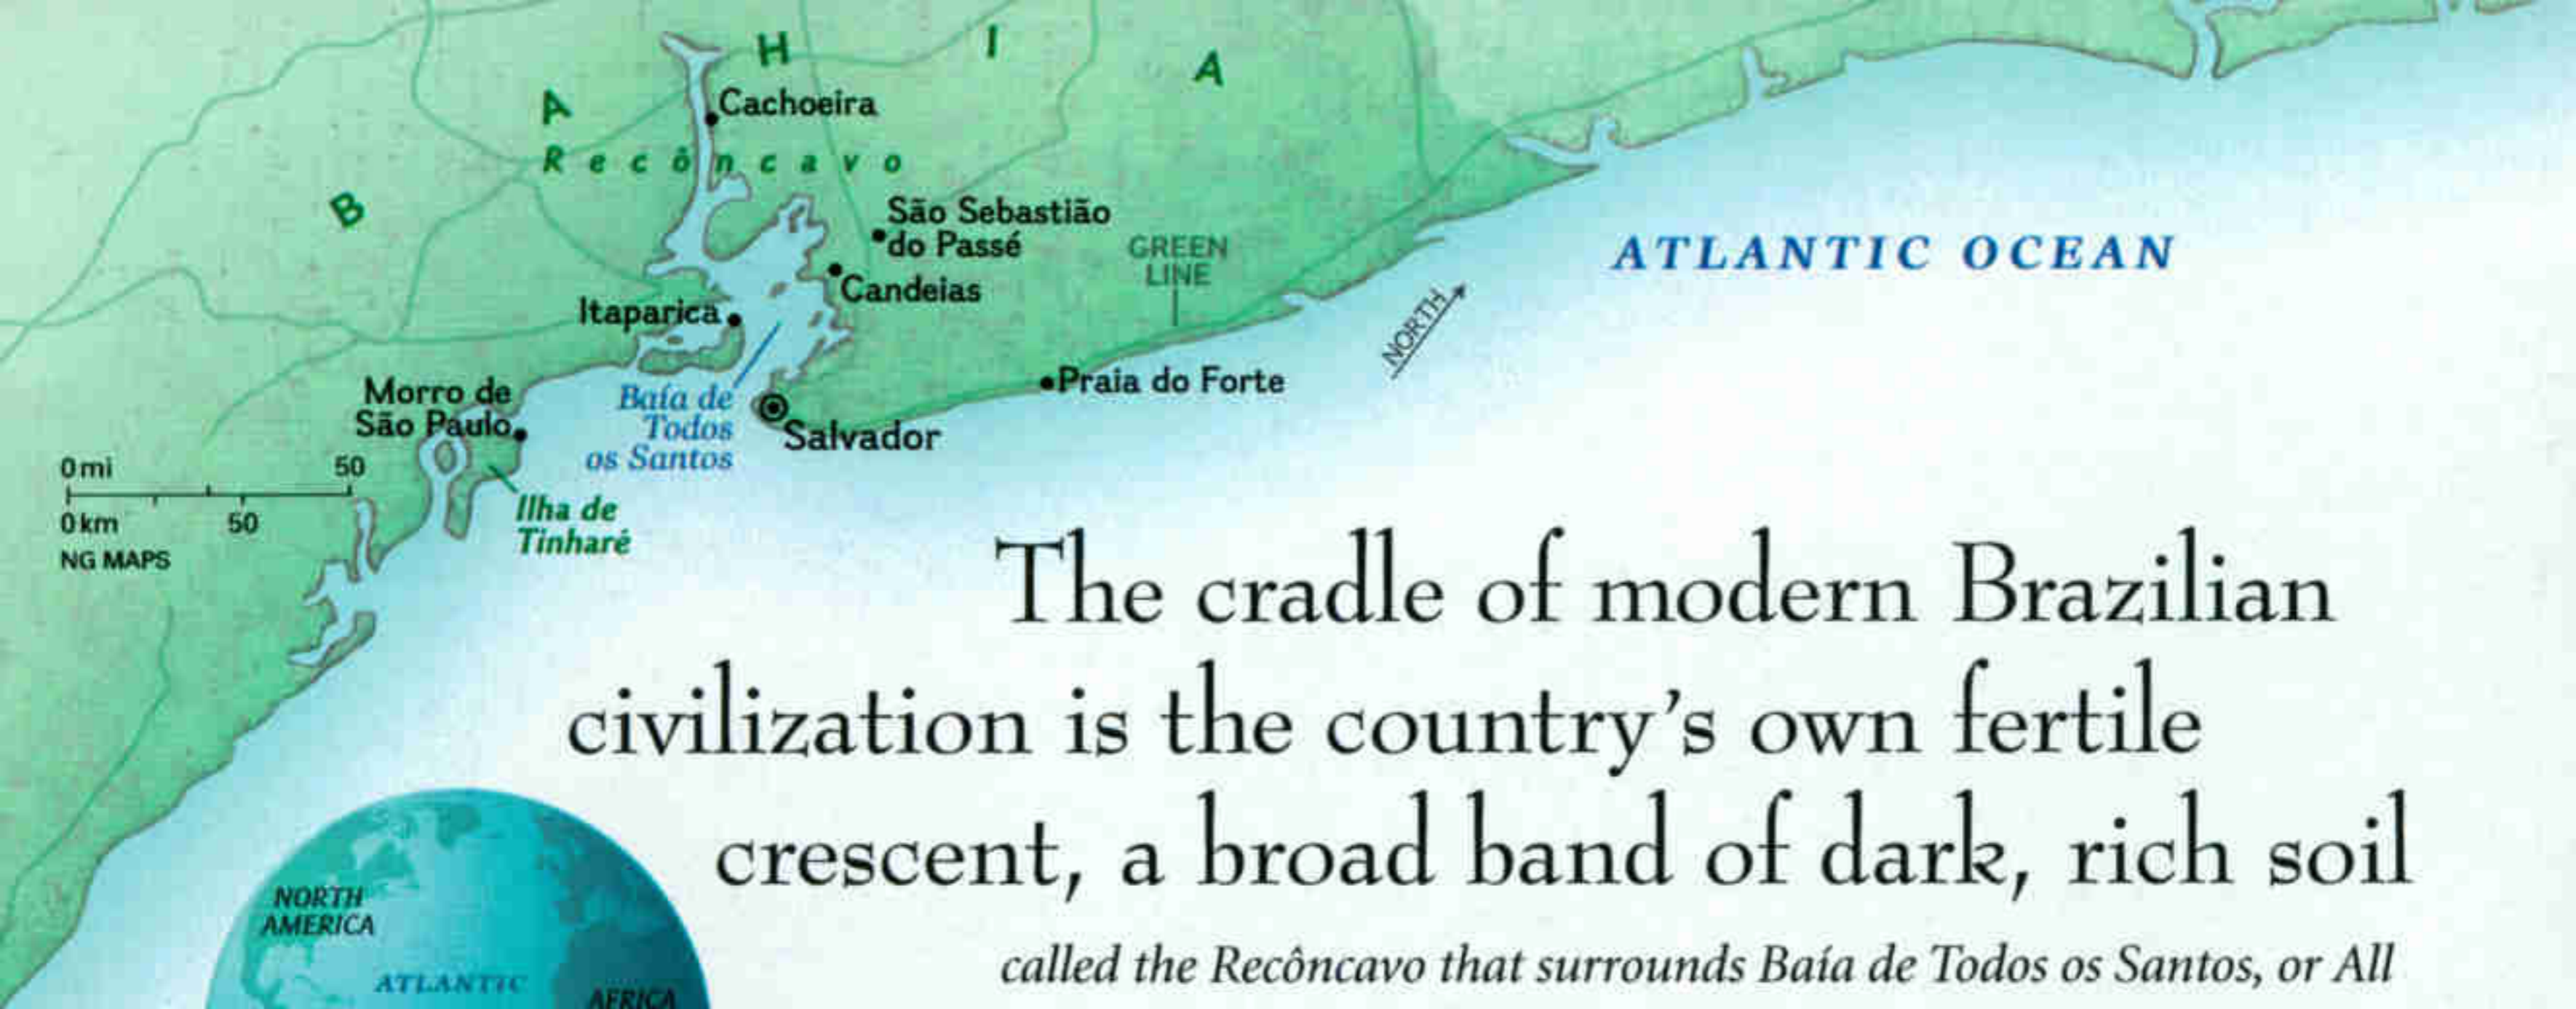 B A H I A
Cachoeira
Recôncavo
São Sebastião
do Passé
GREEN
LINE
ATLANTIC OCEAN
Candeias
Itaparica
NORTH
Praia do Forte
Morro de
São Paulo
Baía de
Todos
os Santos
Salvador
0 mi 50
0 km 50
NG MAPS
Ilha de
Tinharé
The cradle of modern Brazilian
civilization is the country's own fertile
crescent, a broad band of dark, rich soil
called the Recôncavo that surrounds Baía de Todos os Santos, or All
NORTH
AMERICA
ATLANTIC
AFRICA